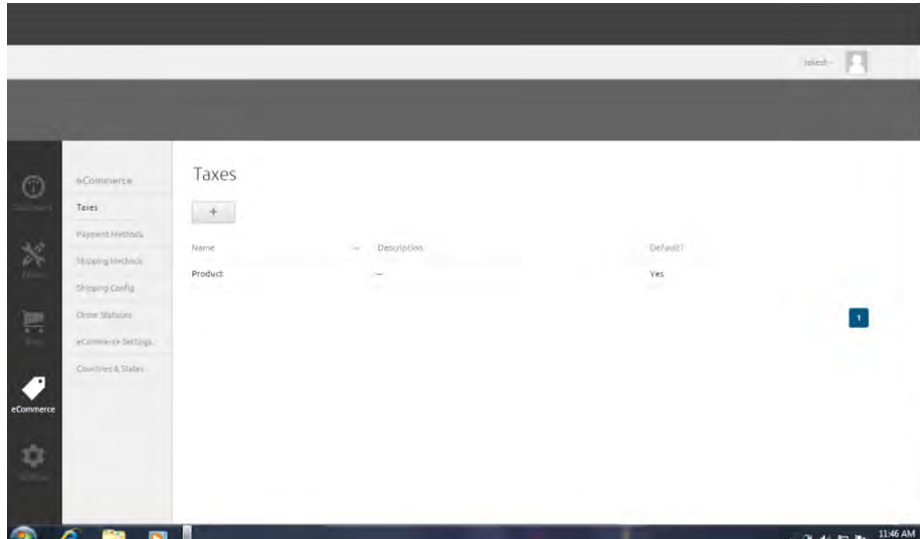 eCommerce
Taxes
Payment Methods
Shipping Methods
Shipping Config
Order Statuses
eCommerce Settings
Countries & States
eCommerce
Taxes
+
Name
Description
Default?
Product
—
Yes
1
11:46 AM